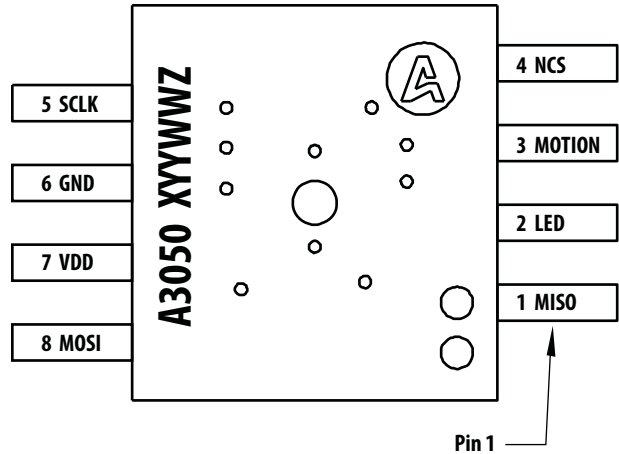 4 NCS
5 SCLK
3 MOTION
6 GND
2 LED
7 VDD
1 MISO
8 MOSI
A3050 XYYWWZ
A
Pin 1